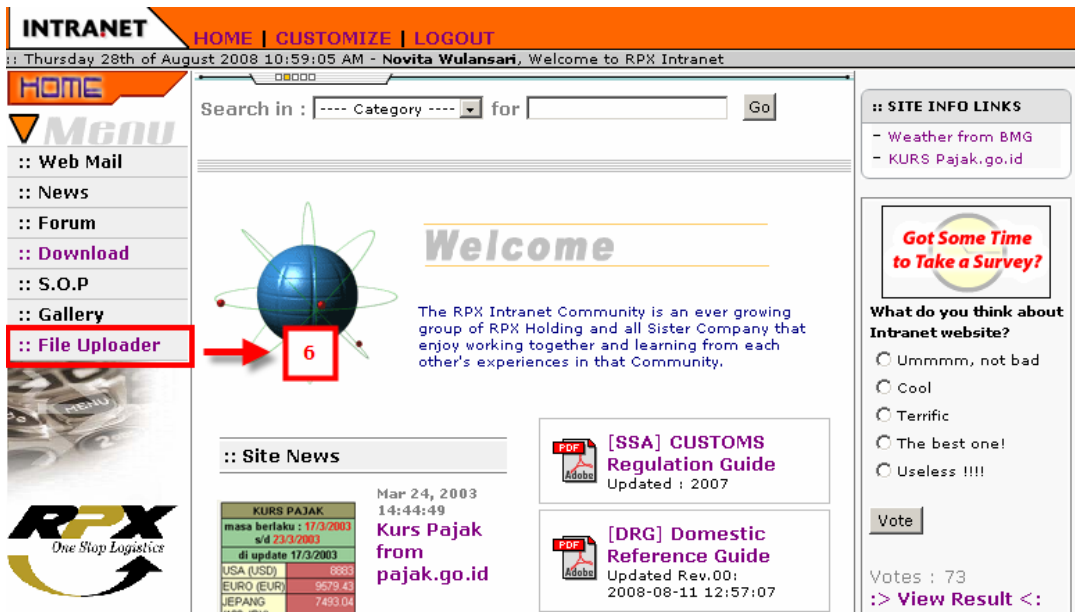 INTRANET
HOME | CUSTOMIZE | LOGOUT
:: Thursday 28th of August 2008 10:59:05 AM - Novita Wulansari, Welcome to RPX Intranet
HOME
Menu
:: Web Mail
:: News
:: Forum
:: Download
:: S.O.P
:: Gallery
:: File Uploader
6
MENU
RPX
One Stop Logistics
Search in : ---- Category ---- for Go
Welcome
The RPX Intranet Community is an ever growing
group of RPX Holding and all Sister Company that
enjoy working together and learning from each
other's experiences in that Community.
:: Site News
KURS PAJAK
masa berlaku : 17/3/2003
s/d 23/3/2003
di update 17/3/2003
USA (USD) 8883
EURO (EUR) 9579.43
JEPANG 7493.04
Mar 24, 2003
14:44:49
Kurs Pajak
from
pajak.go.id
PDF
Adobe
[SSA] CUSTOMS
Regulation Guide
Updated : 2007
PDF
Adobe
[DRG] Domestic
Reference Guide
Updated Rev.00:
2008-08-11 12:57:07
:: SITE INFO LINKS
- Weather from BMG
- KURS Pajak.go.id
Got Some Time
to Take a Survey?
What do you think about
Intranet website?
Ummmm, not bad
Cool
Terrific
The best one!
Useless !!!!
Vote
Votes : 73
:> View Result <: